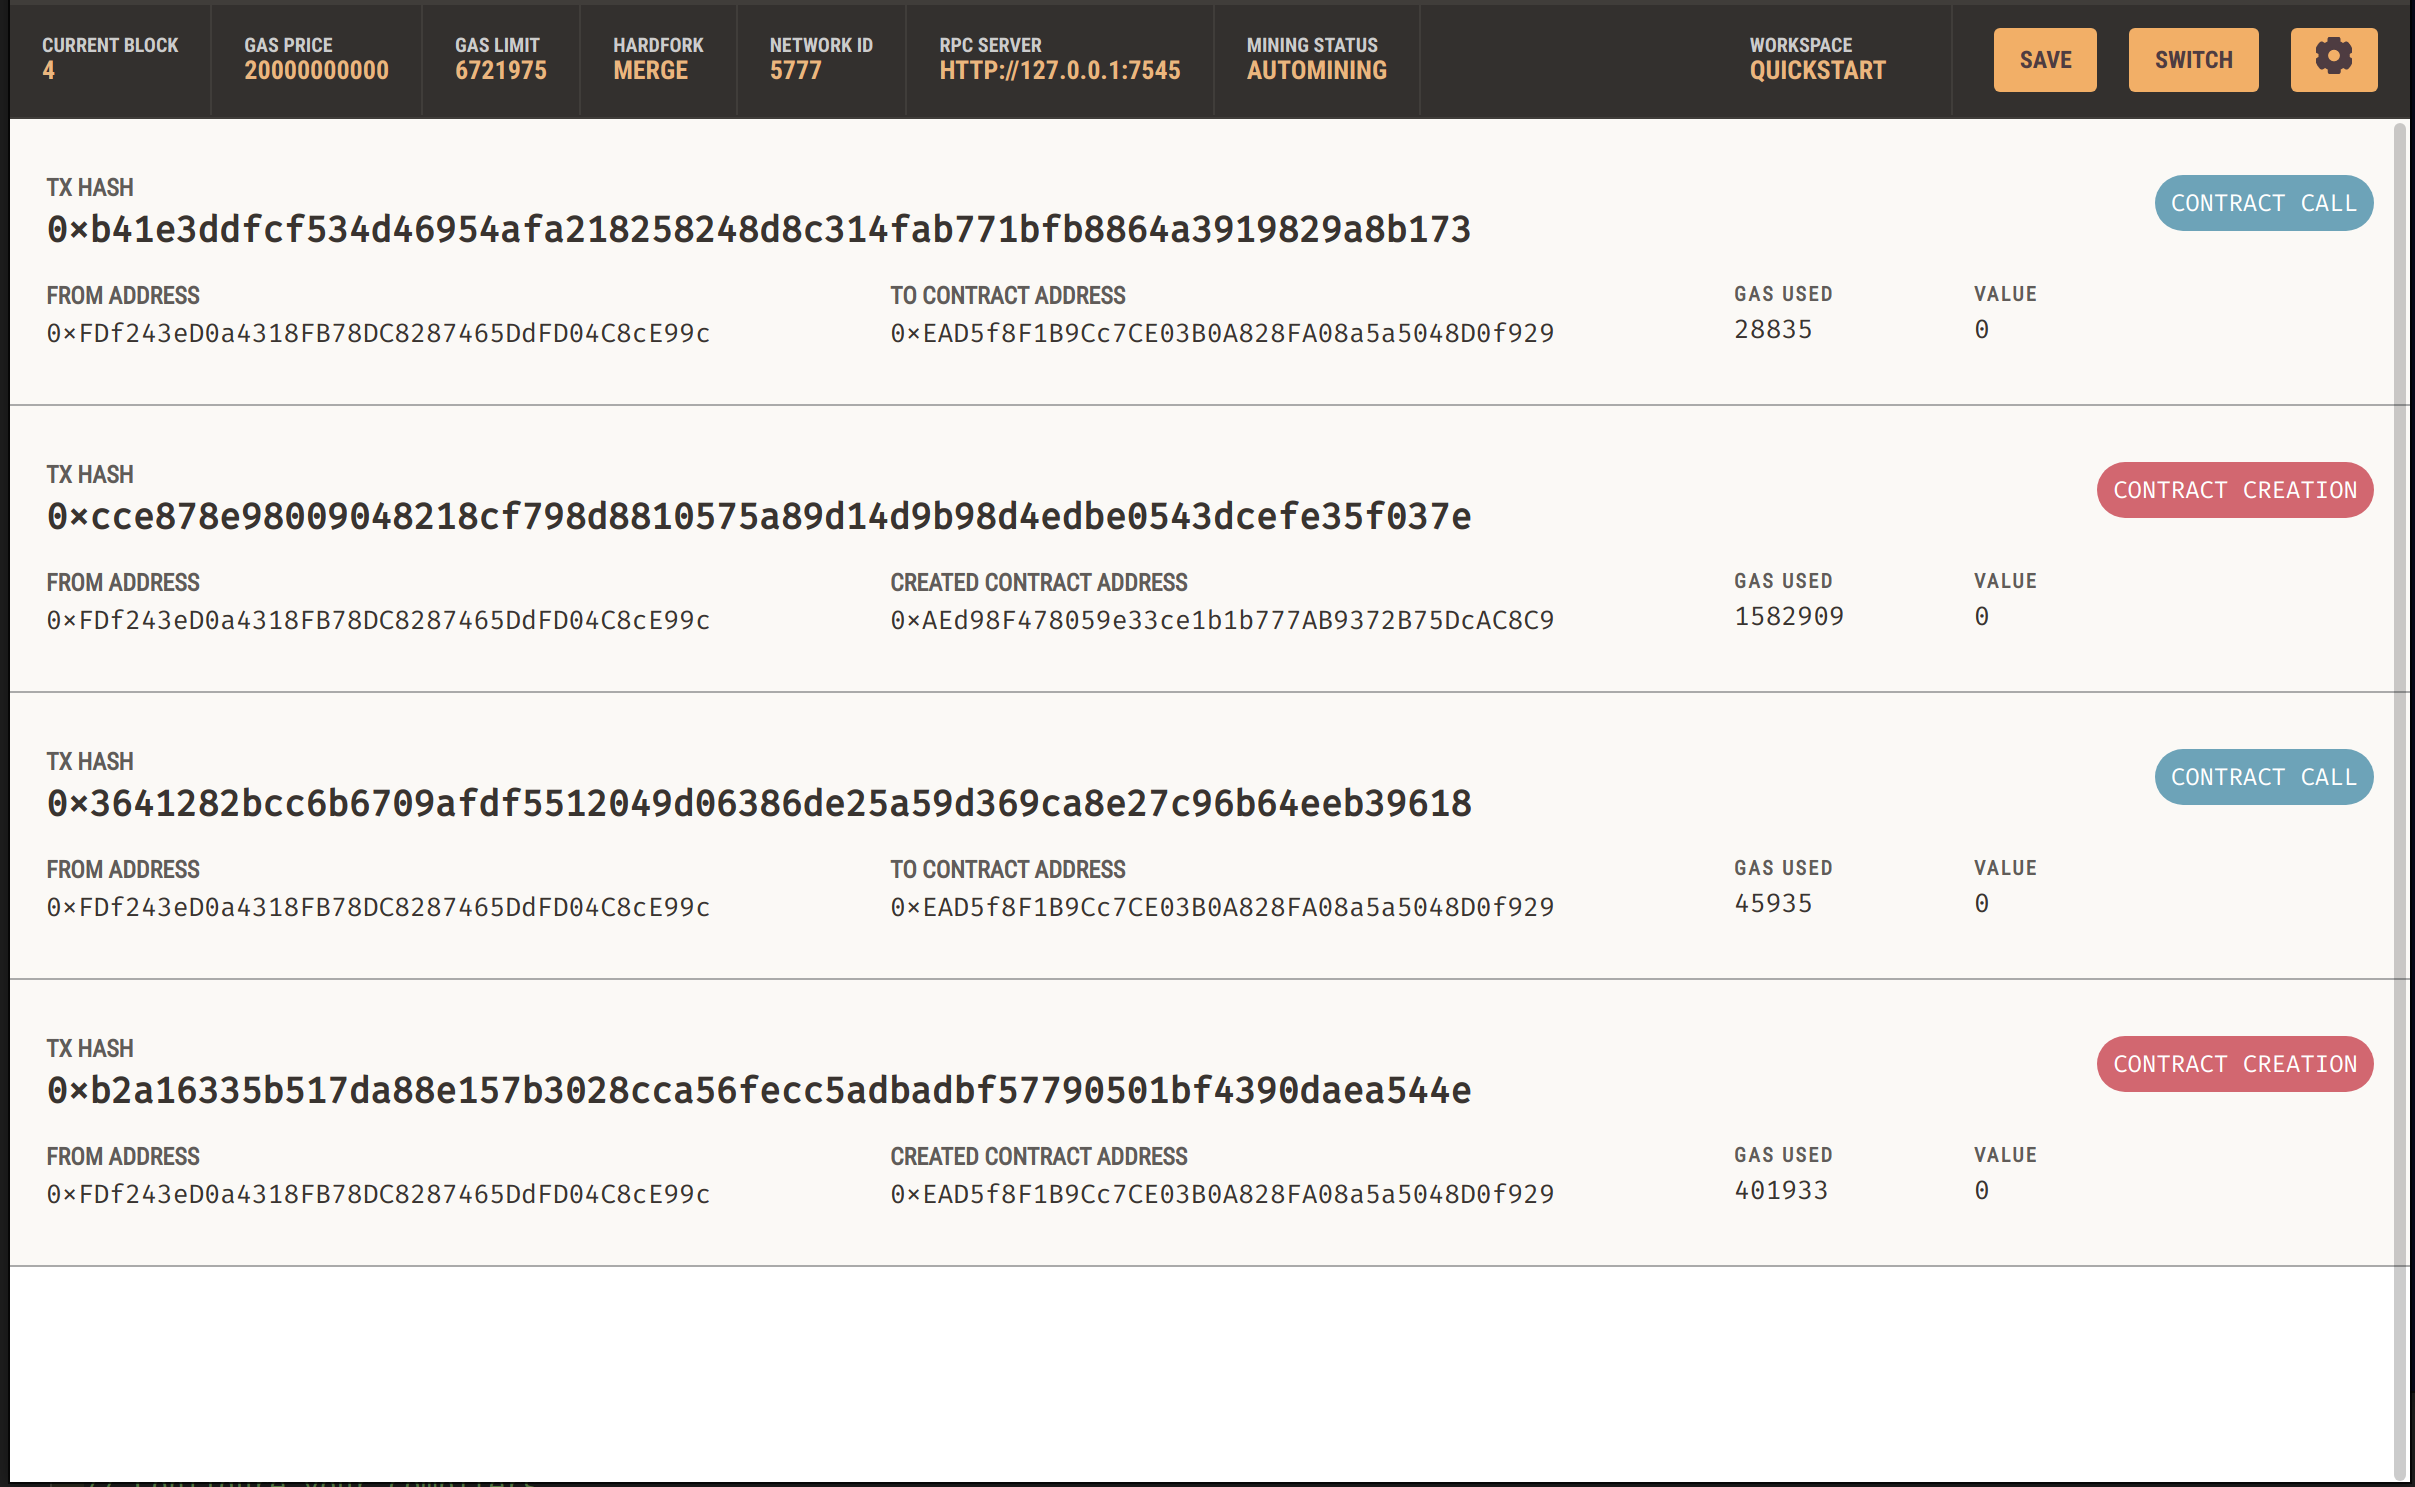 CURRENT BLOCK GAS PRICE GAS LIMIT HARDFORK NETWORK ID RPC SERVER MINING STATUS WORKSPACE
4 20000000000 6721975 MERGE 5777 HTTP://127.0.0.1:7545 AUTOMINING QUICKSTART SAVE SWITCH
TX HASH
0×b41e3ddfcf534d46954afa218258248d8c314fab771bfb8864a3919829a8b173 CONTRACT CALL
FROM ADDRESS TO CONTRACT ADDRESS GAS USED VALUE
0×FDf243eD0a4318FB78DC8287465DdFD04C8cE99c 0×EAD5f8F1B9Cc7CE03B0A828FA08a5a5048D0f929 28835 0
TX HASH
0×cce878e98009048218cf798d8810575a89d14d9b98d4edbe0543dcefe35f037e CONTRACT CREATION
FROM ADDRESS CREATED CONTRACT ADDRESS GAS USED VALUE
0×FDf243eD0a4318FB78DC8287465DdFD04C8cE99c 0×AEd98F478059e33ce1b1b777AB9372B75DcAC8C9 1582909 0
TX HASH
0×3641282bcc6b6709afdf5512049d06386de25a59d369ca8e27c96b64eeb39618 CONTRACT CALL
FROM ADDRESS TO CONTRACT ADDRESS GAS USED VALUE
0×FDf243eD0a4318FB78DC8287465DdFD04C8cE99c 0×EAD5f8F1B9Cc7CE03B0A828FA08a5a5048D0f929 45935 0
TX HASH
0×b2a16335b517da88e157b3028cca56fecc5adbadbf57790501bf4390daea544e CONTRACT CREATION
FROM ADDRESS CREATED CONTRACT ADDRESS GAS USED VALUE
0×FDf243eD0a4318FB78DC8287465DdFD04C8cE99c 0×EAD5f8F1B9Cc7CE03B0A828FA08a5a5048D0f929 401933 0